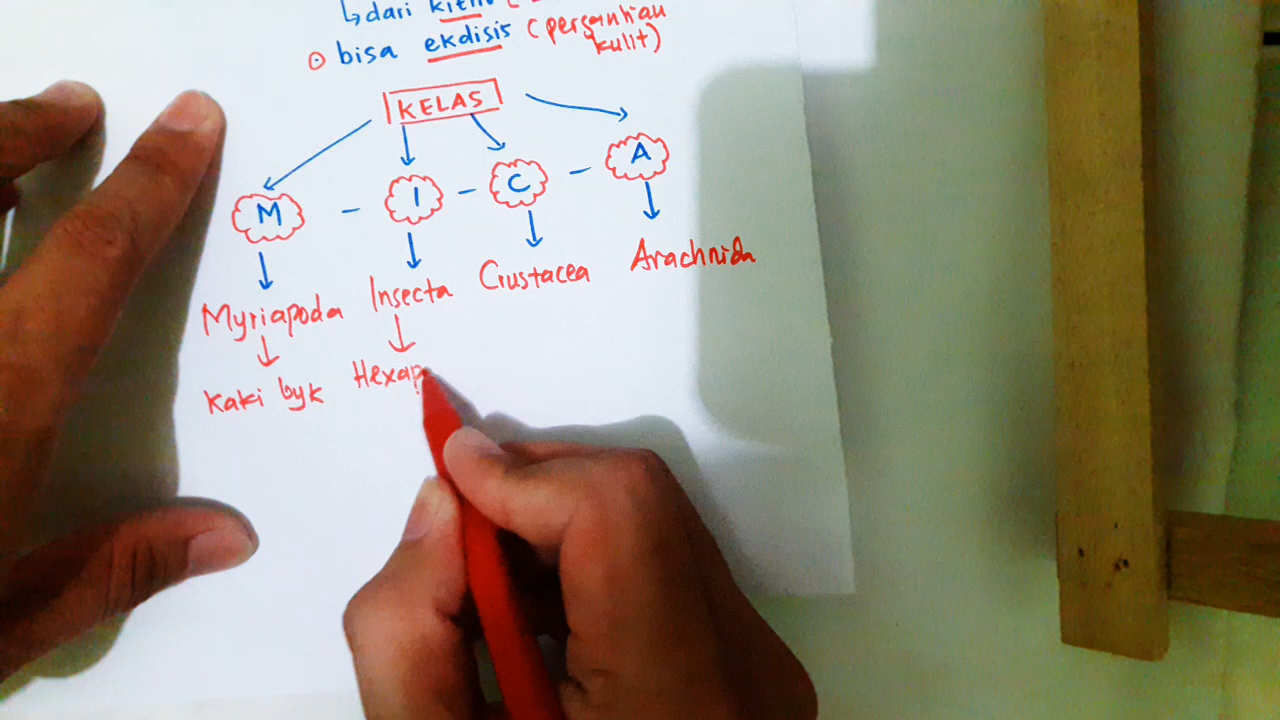 ↳ dari
⊙ bisa ekdisis (pergantian
kulit)
KELAS
M - I - C - A
Myriapoda Insecta Crustacea Arachnida
Kaki byk Hexap